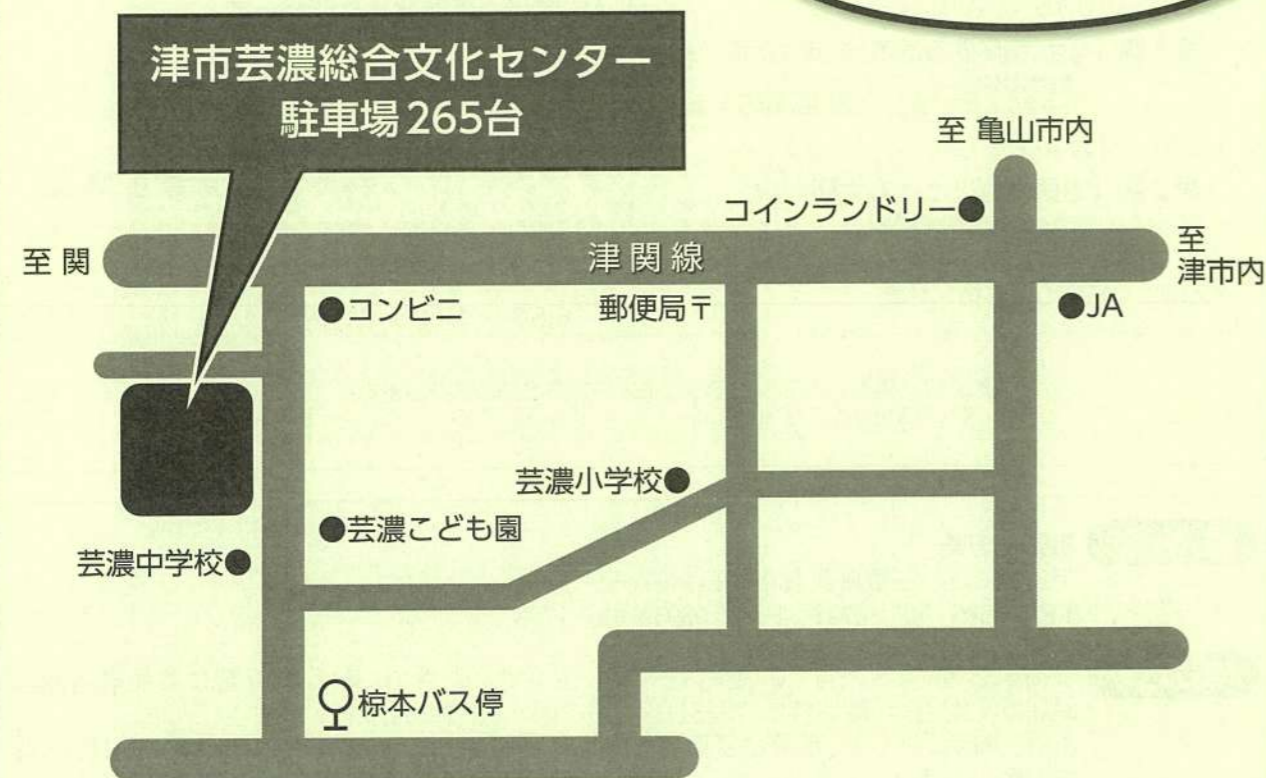 津市芸濃総合文化センター
駐車場265台
至 亀山市内
コインランドリー
至 関
津関線
至
津市内
コンビニ
郵便局〒
JA
芸濃小学校
芸濃こども園
芸濃中学校
椋本バス停